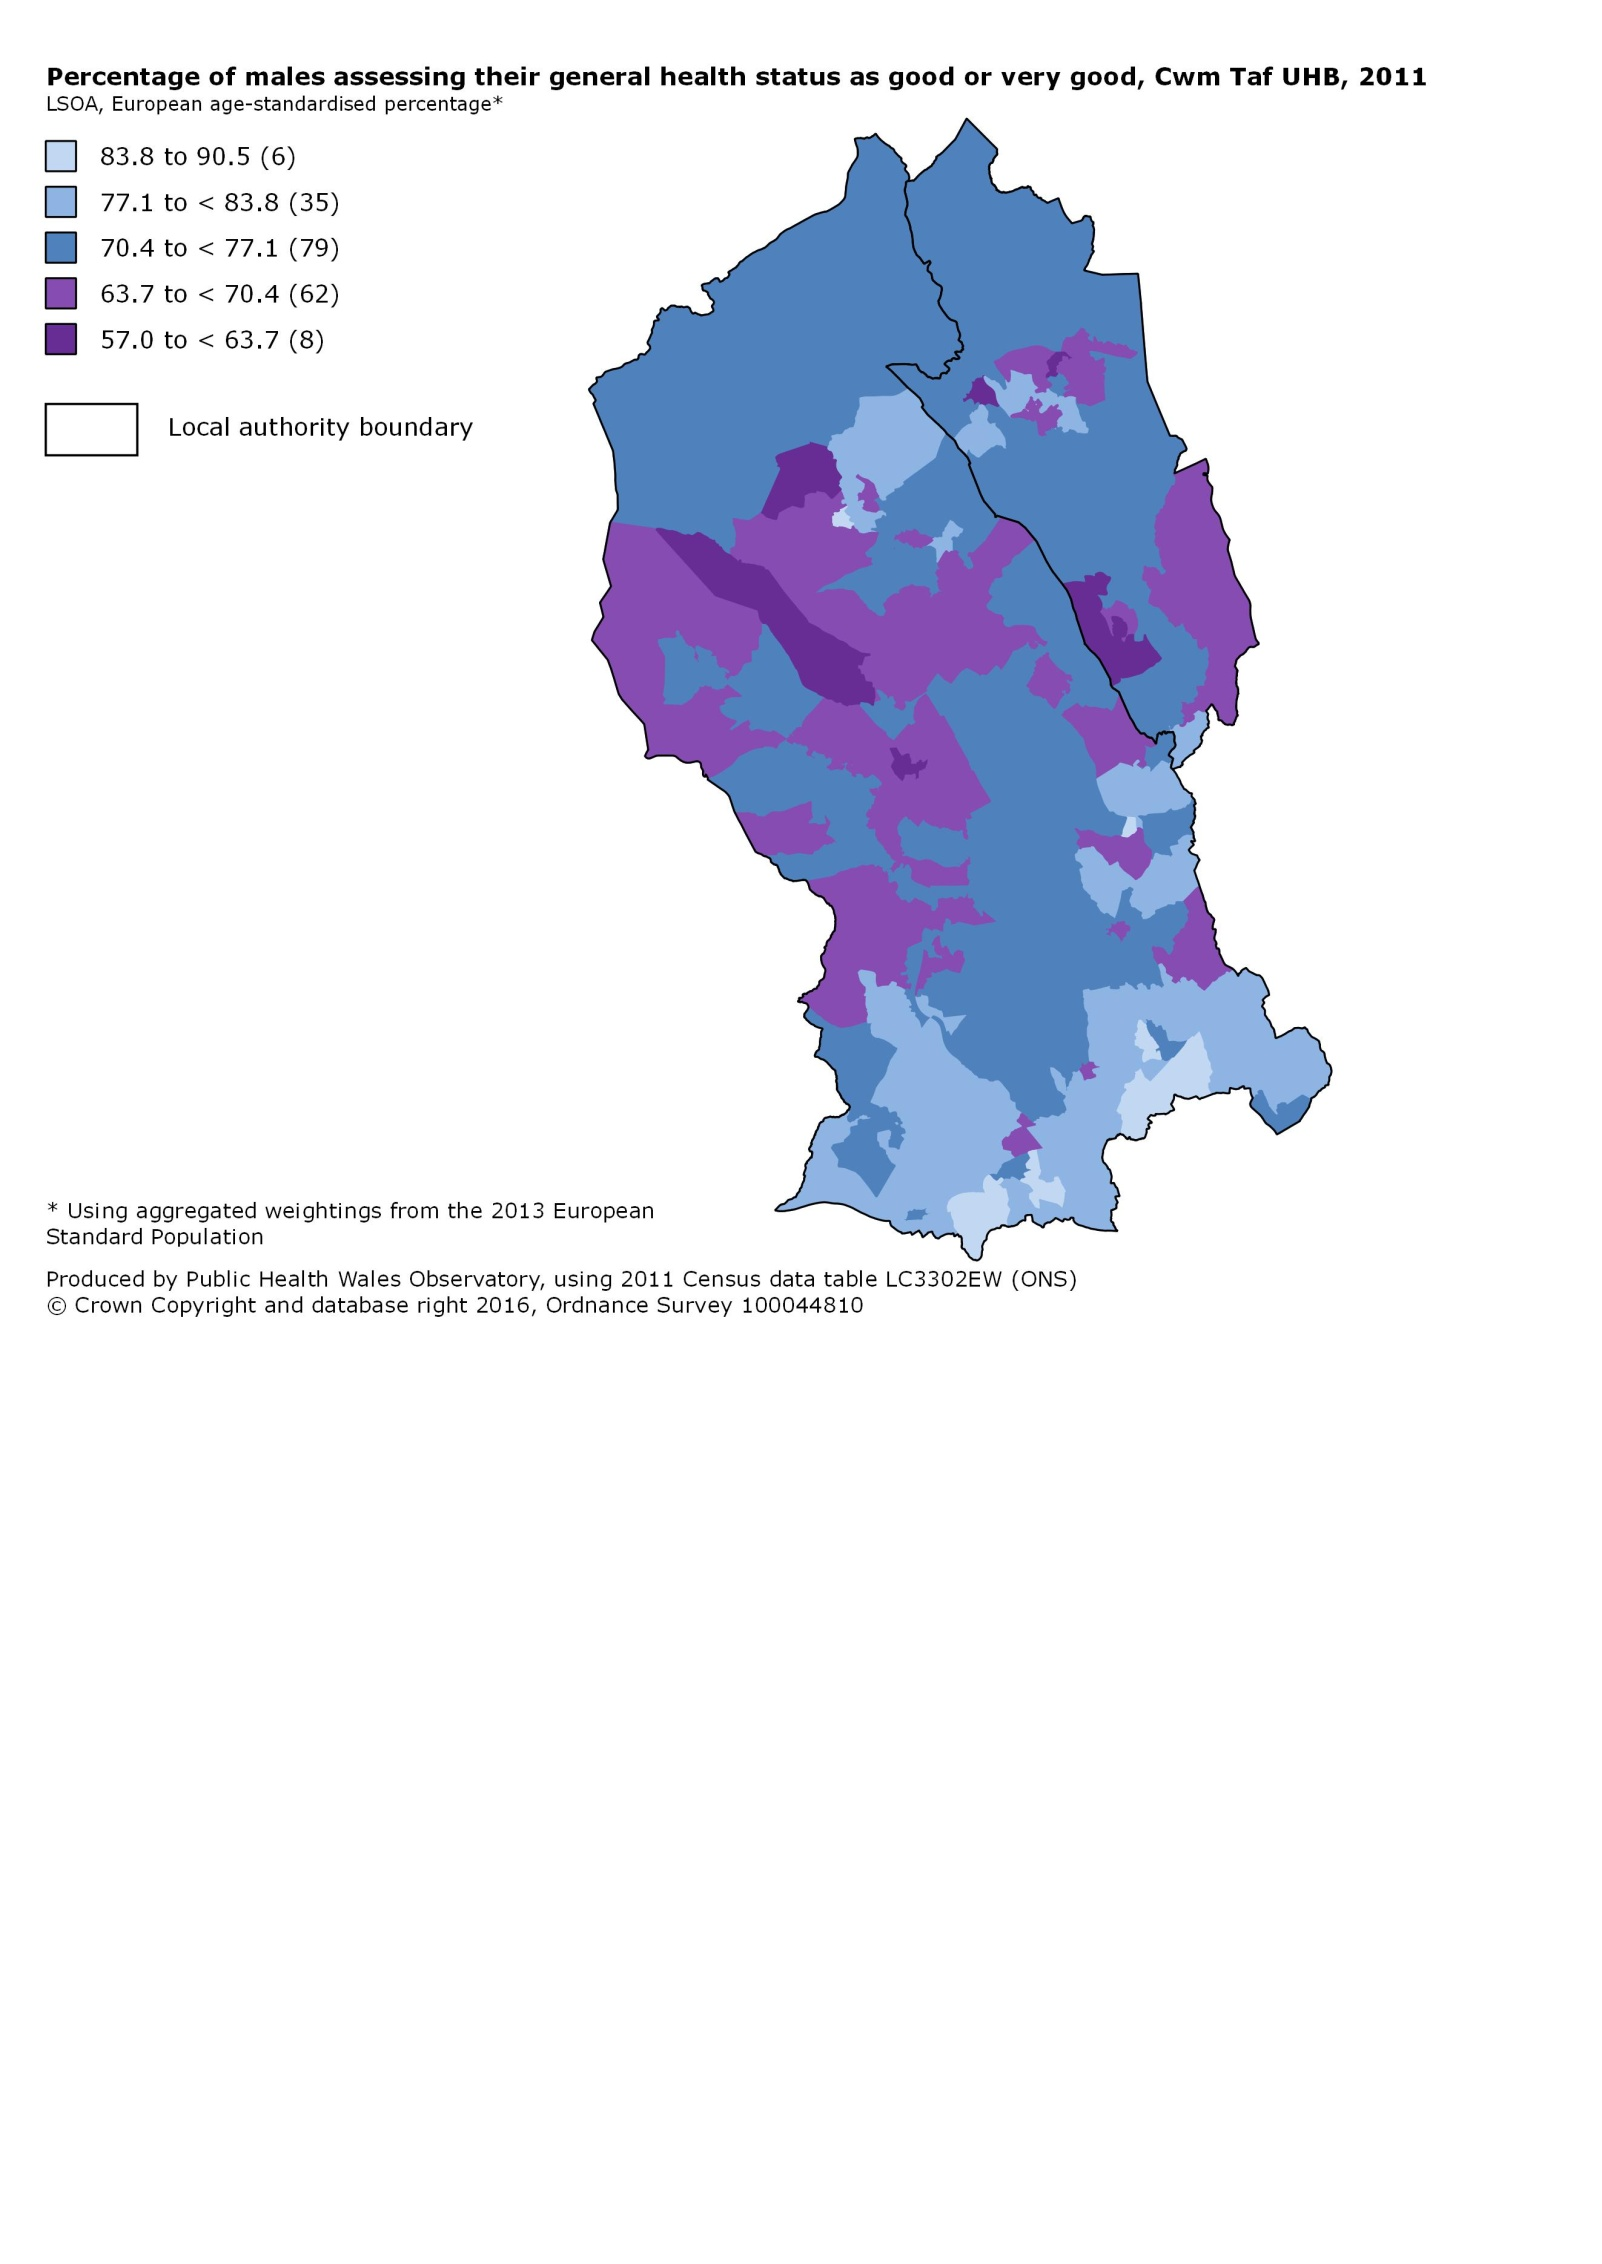 Percentage of males assessing their general health status as good or very good, Cwm Taf UHB, 2011
LSOA, European age-standardised percentage*
83.8 to 90.5 (6)
77.1 to < 83.8 (35)
70.4 to < 77.1 (79)
63.7 to < 70.4 (62)
57.0 to < 63.7 (8)
Local authority boundary
* Using aggregated weightings from the 2013 European
Standard Population
Produced by Public Health Wales Observatory, using 2011 Census data table LC3302EW (ONS)
© Crown Copyright and database right 2016, Ordnance Survey 100044810